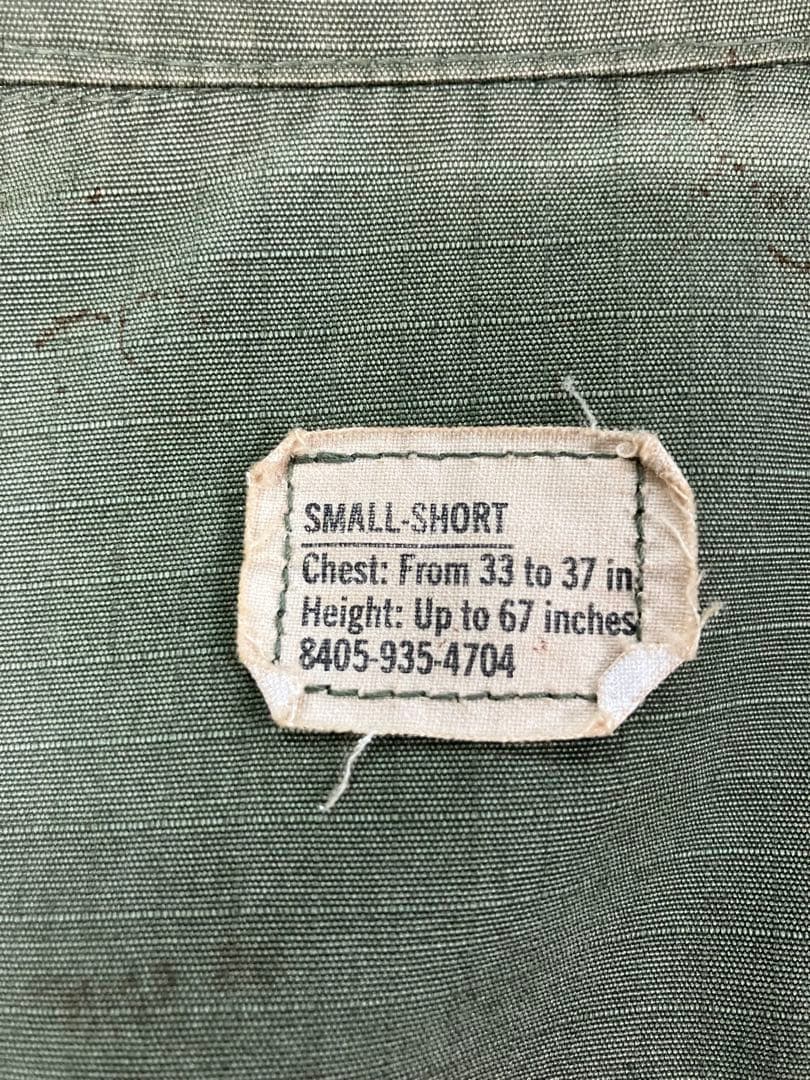 SMALL-SHORT
Chest: From 33 to 37 in.
Height: Up to 67 inches
8405-935-4704